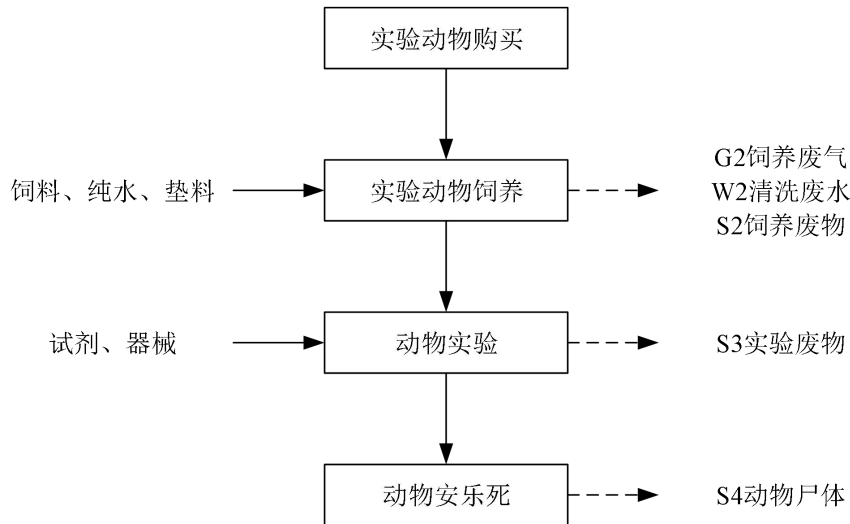 实验动物购买
饲料、纯水、垫料
实验动物饲养
G2饲养废气
W2清洗废水
S2饲养废物
试剂、器械
动物实验
S3实验废物
动物安乐死
S4动物尸体